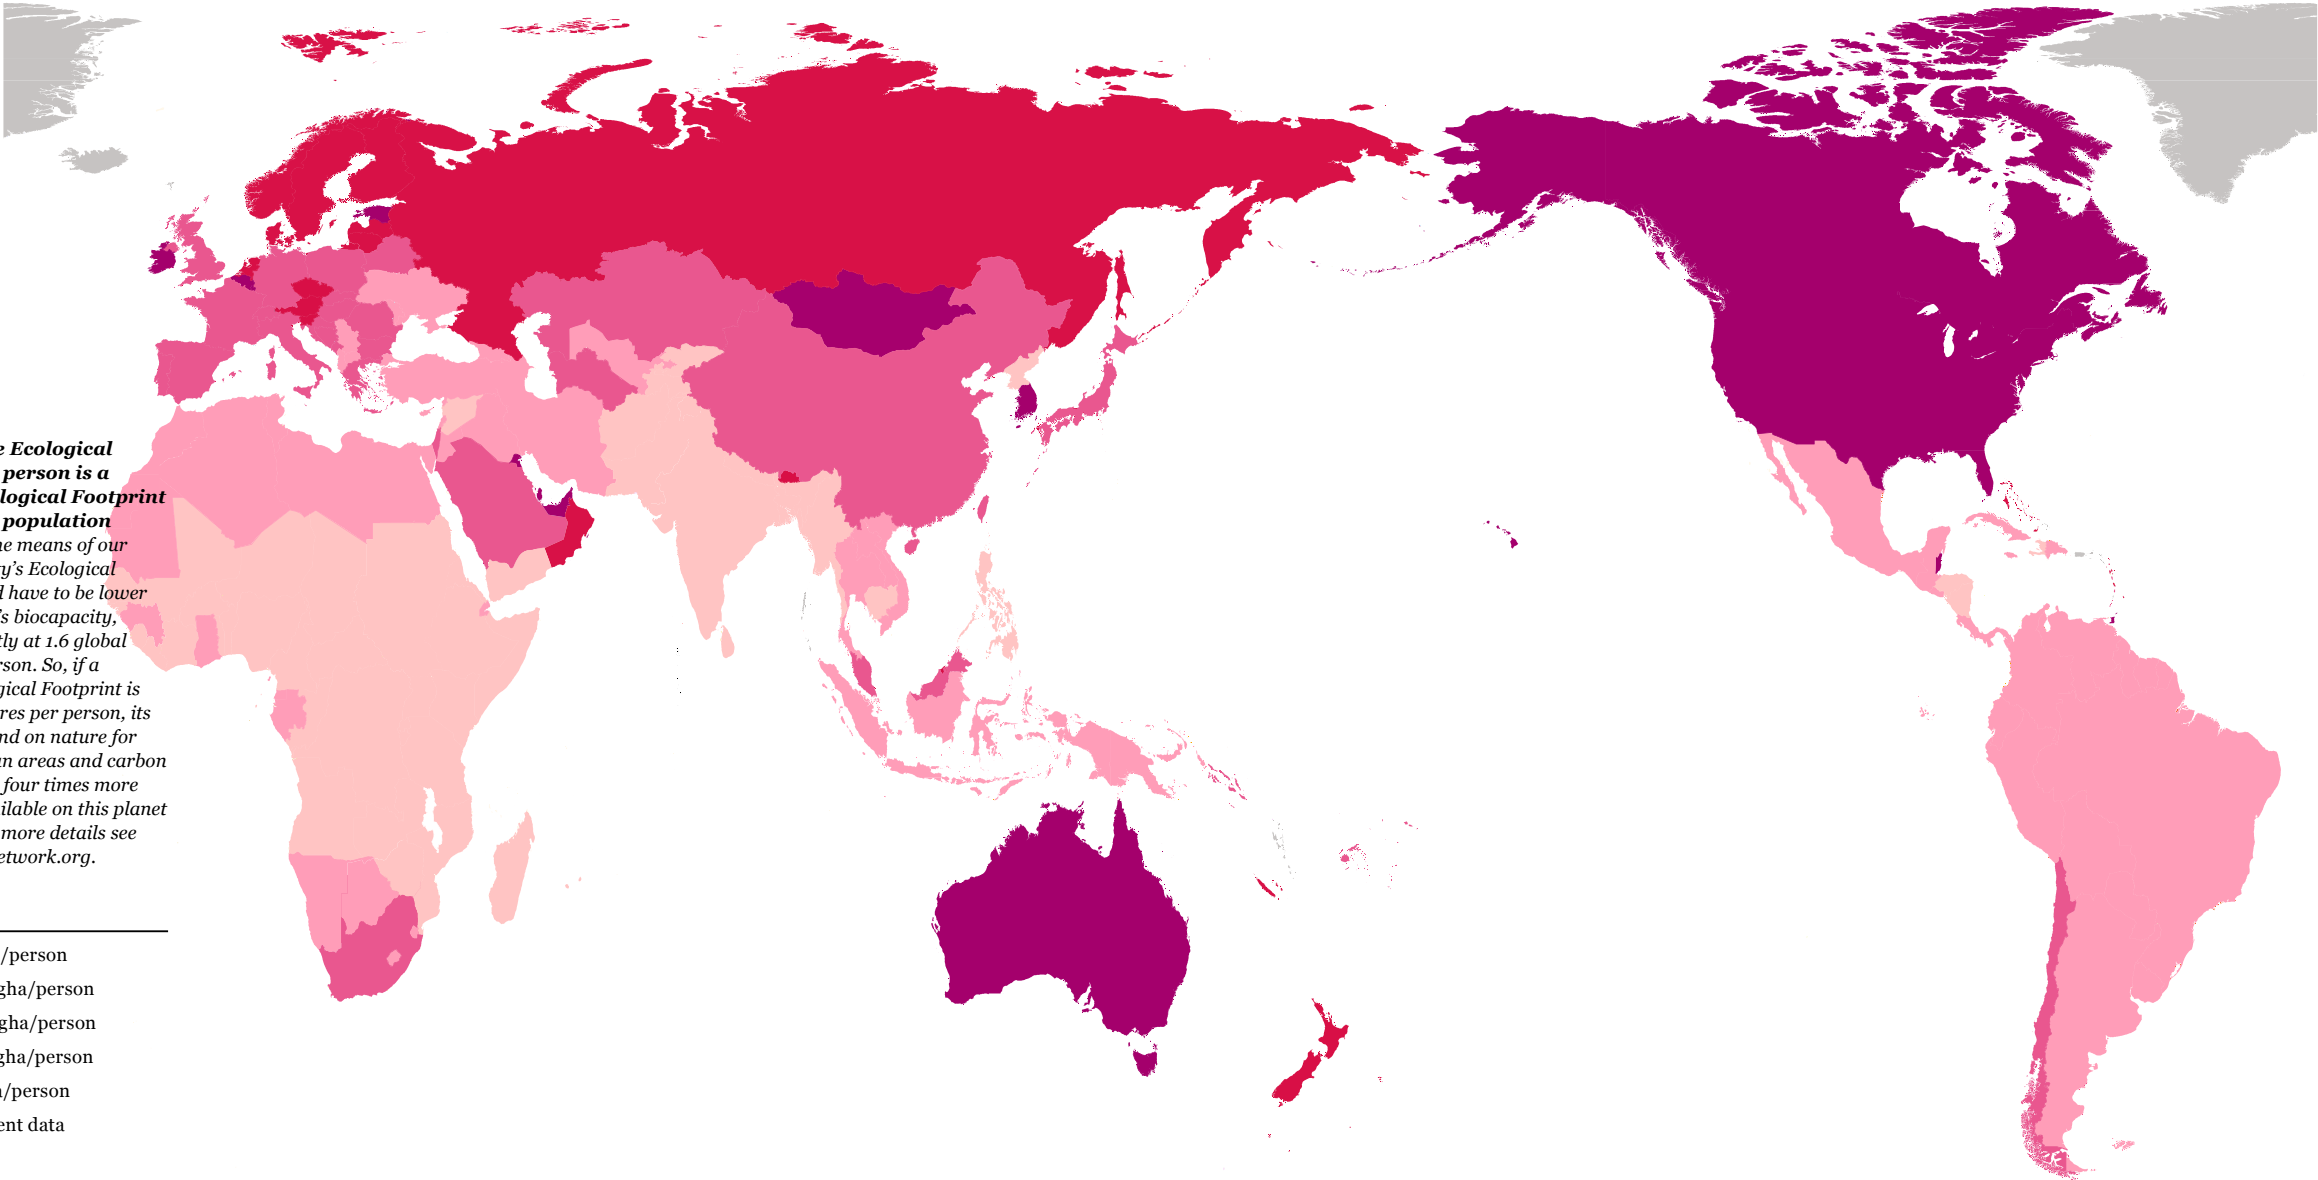 e Ecological
person is a
logical Footprint
population
he means of our
ty's Ecological
d have to be lower
's biocapacity,
tly at 1.6 global
rson. So, if a
gical Footprint is
res per person, its
nd on nature for
an areas and carbon
four times more
ilable on this planet
more details see
etwork.org.
/person
gha/person
gha/person
gha/person
a/person
ent data